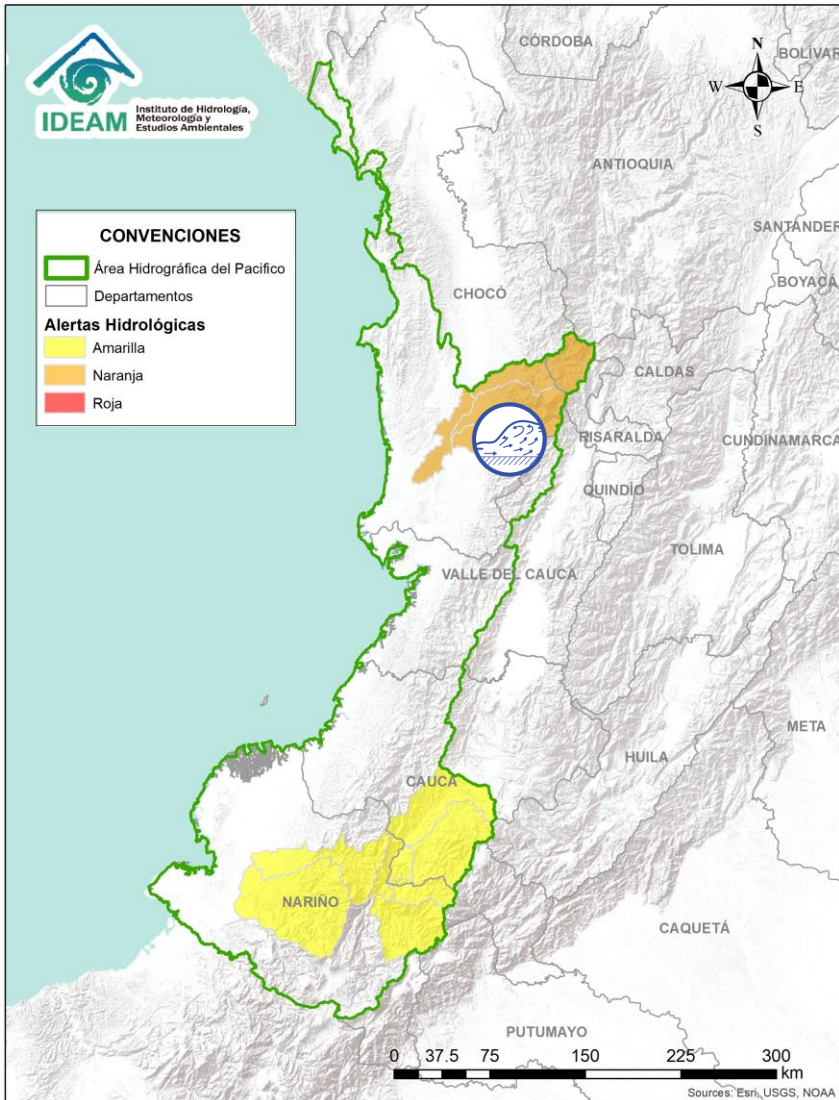 IDEAM
Instituto de Hidrología,
Meteorología y
Estudios Ambientales
CÓRDOBA
BOLÍVAR
N
W
E
S
ANTIOQUIA
SANTANDER
BOYACÁ
CONVENCIONES
Área Hidrográfica del Pacifico
Departamentos
Alertas Hidrológicas
Amarilla
Naranja
Roja
CHOCÓ
CALDAS
RISARALDA
CUNDINAMARCA
QUINDÍO
TOLIMA
VALLE DEL CAUCA
META
HUILA
CAUCA
NARIÑO
CAQUETÁ
PUTUMAYO
0 37.5 75 150 225 300
km
Sources: Esri, USGS, NOAA